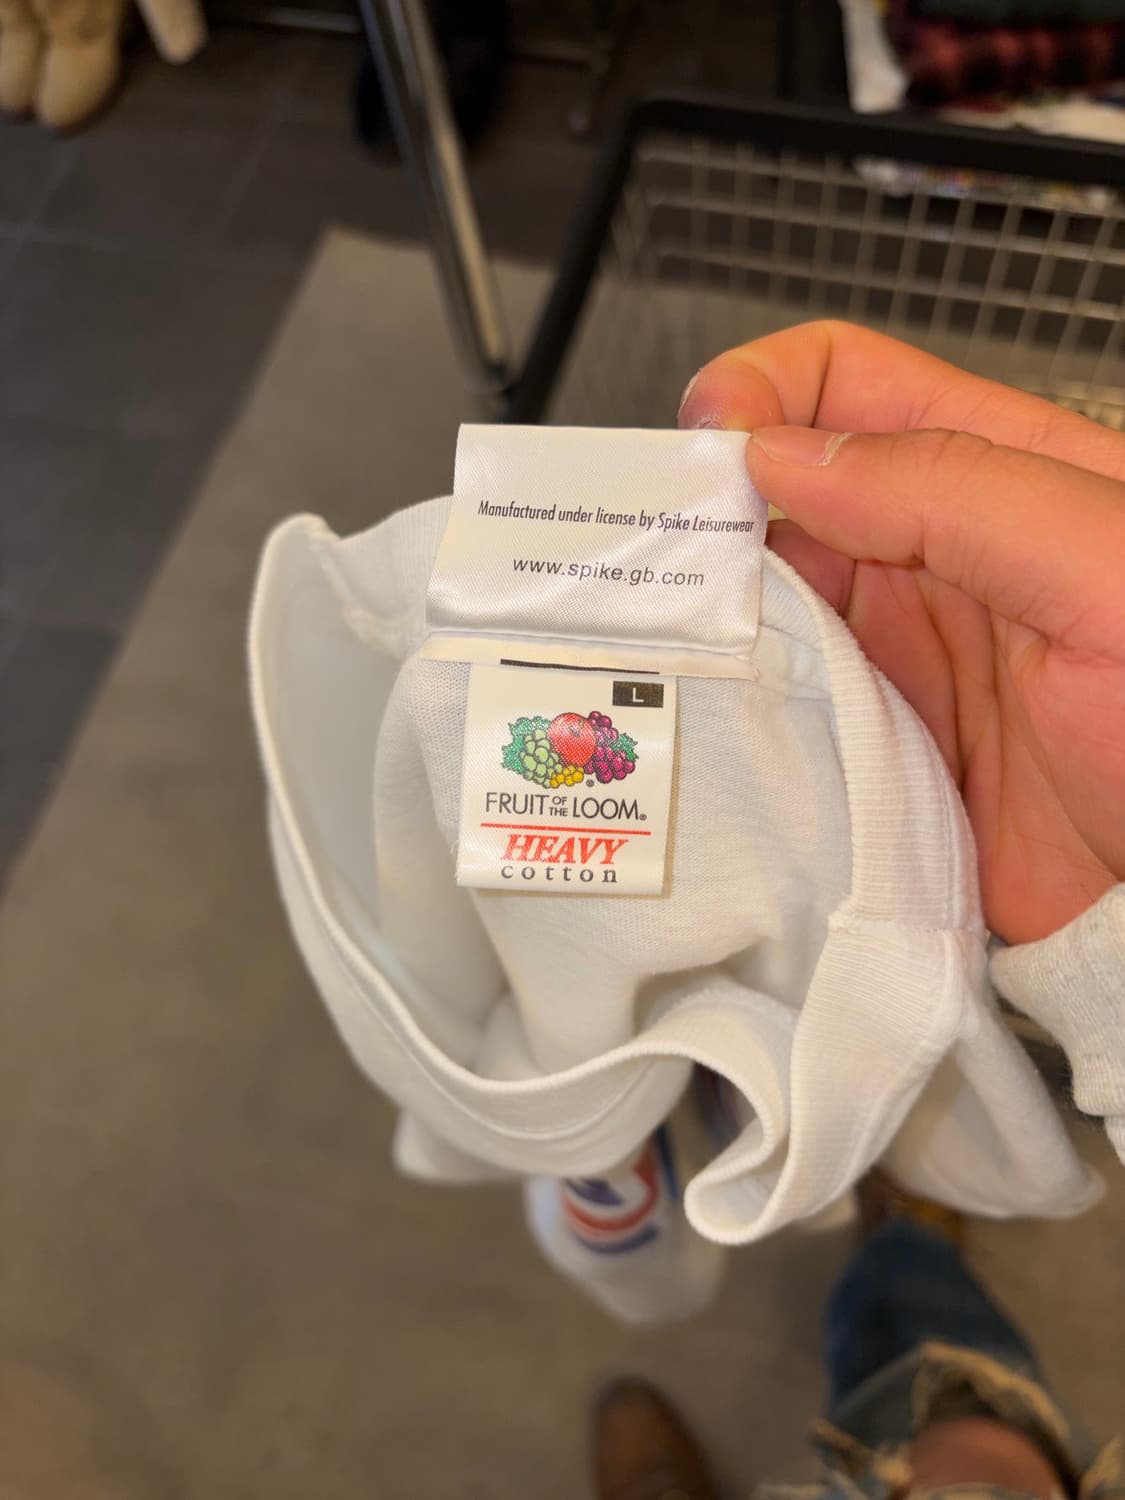 Manufactured under license by Spike Leisurewear
www.spike.gb.com
L
FRUIT OF THE LOOM®
HEAVY
cotton